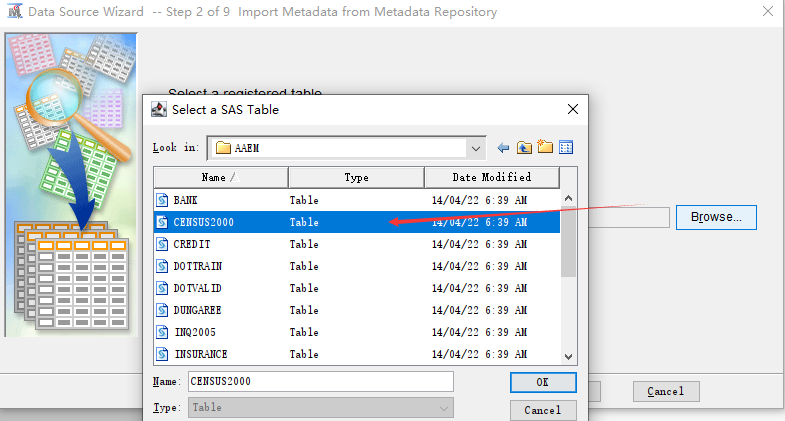 Data Source Wizard -- Step 2 of 9 Import Metadata from Metadata Repository
Select a registered table
Select a SAS Table
Look in: AAEM
Name / Type Date Modified
BANK Table 14/04/22 6:39 AM
CENSUS2000 Table 14/04/22 6:39 AM
CREDIT Table 14/04/22 6:39 AM
DOTTRAIN Table 14/04/22 6:39 AM
DOTVALID Table 14/04/22 6:39 AM
DUNGAREE Table 14/04/22 6:39 AM
INQ2005 Table 14/04/22 6:39 AM
INSURANCE Table 14/04/22 6:39 AM
Browse...
Name: CENSUS2000 OK
Type: Table Cancel
Cancel